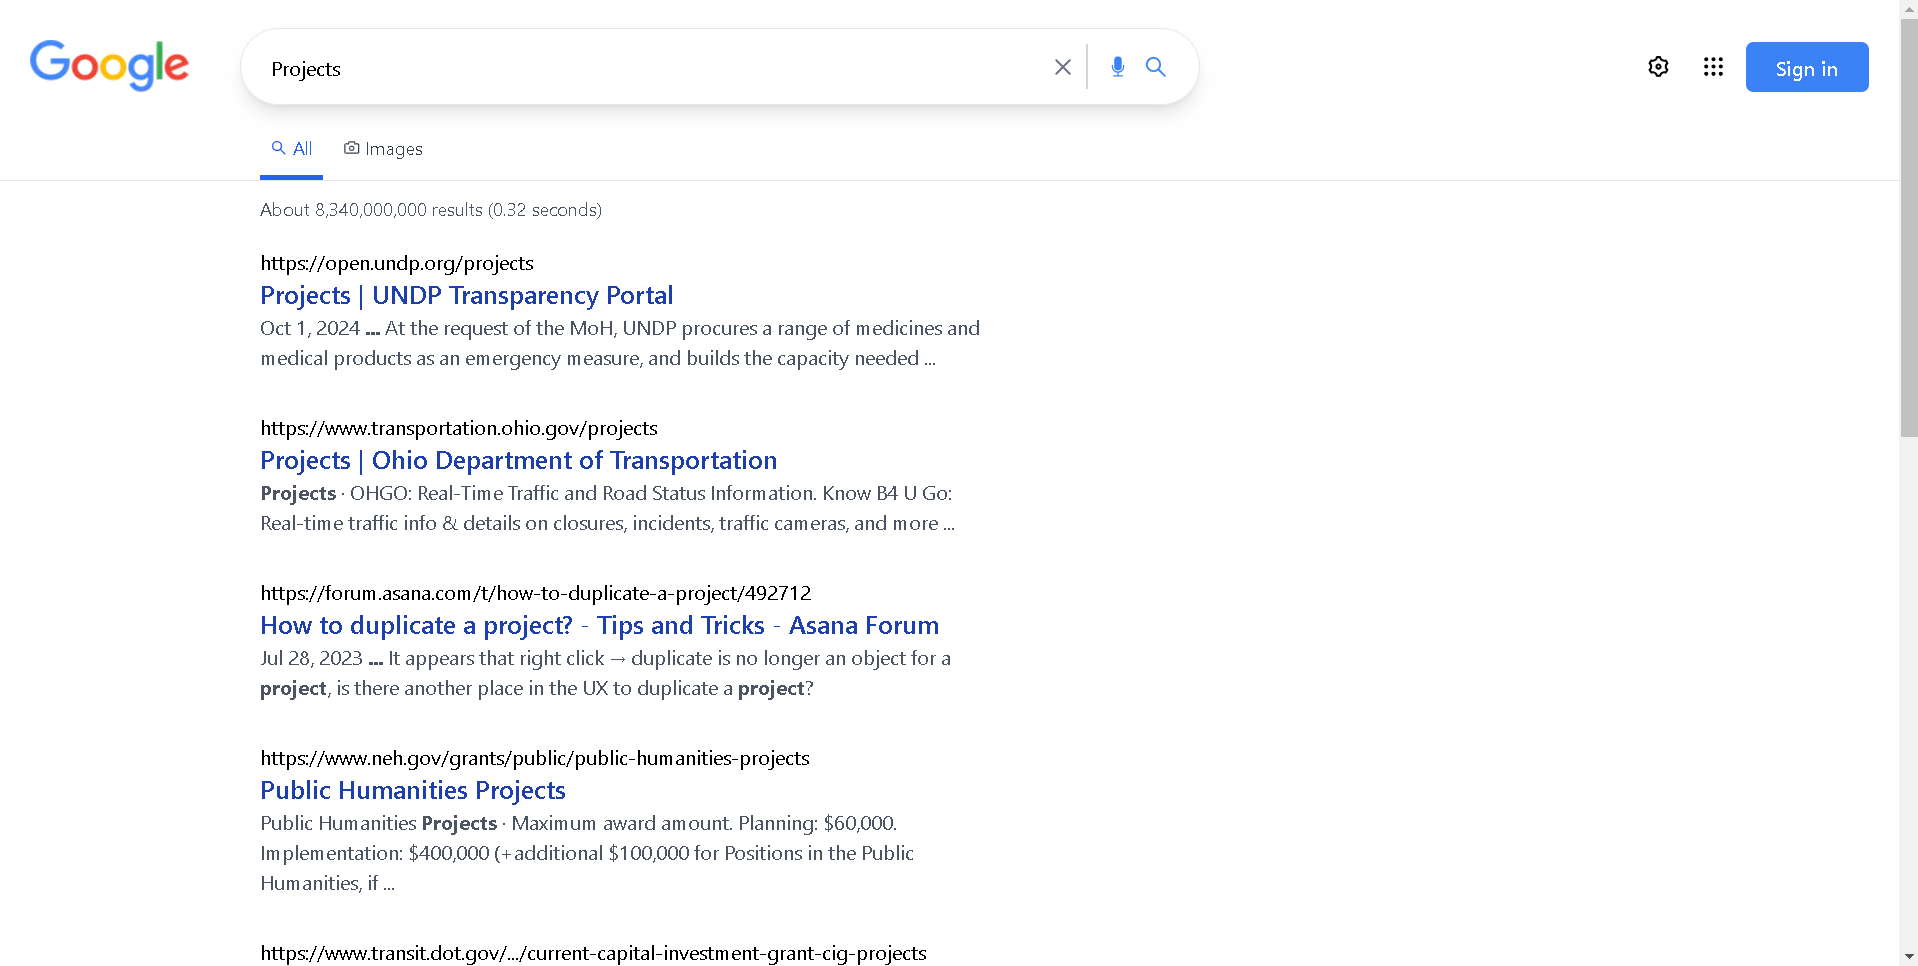 Google
Projects
Sign in
All
Images
About 8,340,000,000 results (0.32 seconds)
https://open.undp.org/projects
Projects | UNDP Transparency Portal
Oct 1, 2024 ... At the request of the MoH, UNDP procures a range of medicines and
medical products as an emergency measure, and builds the capacity needed ...
https://www.transportation.ohio.gov/projects
Projects | Ohio Department of Transportation
Projects · OHGO: Real-Time Traffic and Road Status Information. Know B4 U Go:
Real-time traffic info & details on closures, incidents, traffic cameras, and more ...
https://forum.asana.com/t/how-to-duplicate-a-project/492712
How to duplicate a project? - Tips and Tricks - Asana Forum
Jul 28, 2023 ... It appears that right click → duplicate is no longer an object for a
project, is there another place in the UX to duplicate a project?
https://www.neh.gov/grants/public/public-humanities-projects
Public Humanities Projects
Public Humanities Projects · Maximum award amount. Planning: $60,000.
Implementation: $400,000 (+additional $100,000 for Positions in the Public
Humanities, if ...
https://www.transit.dot.gov/.../current-capital-investment-grant-cig-projects